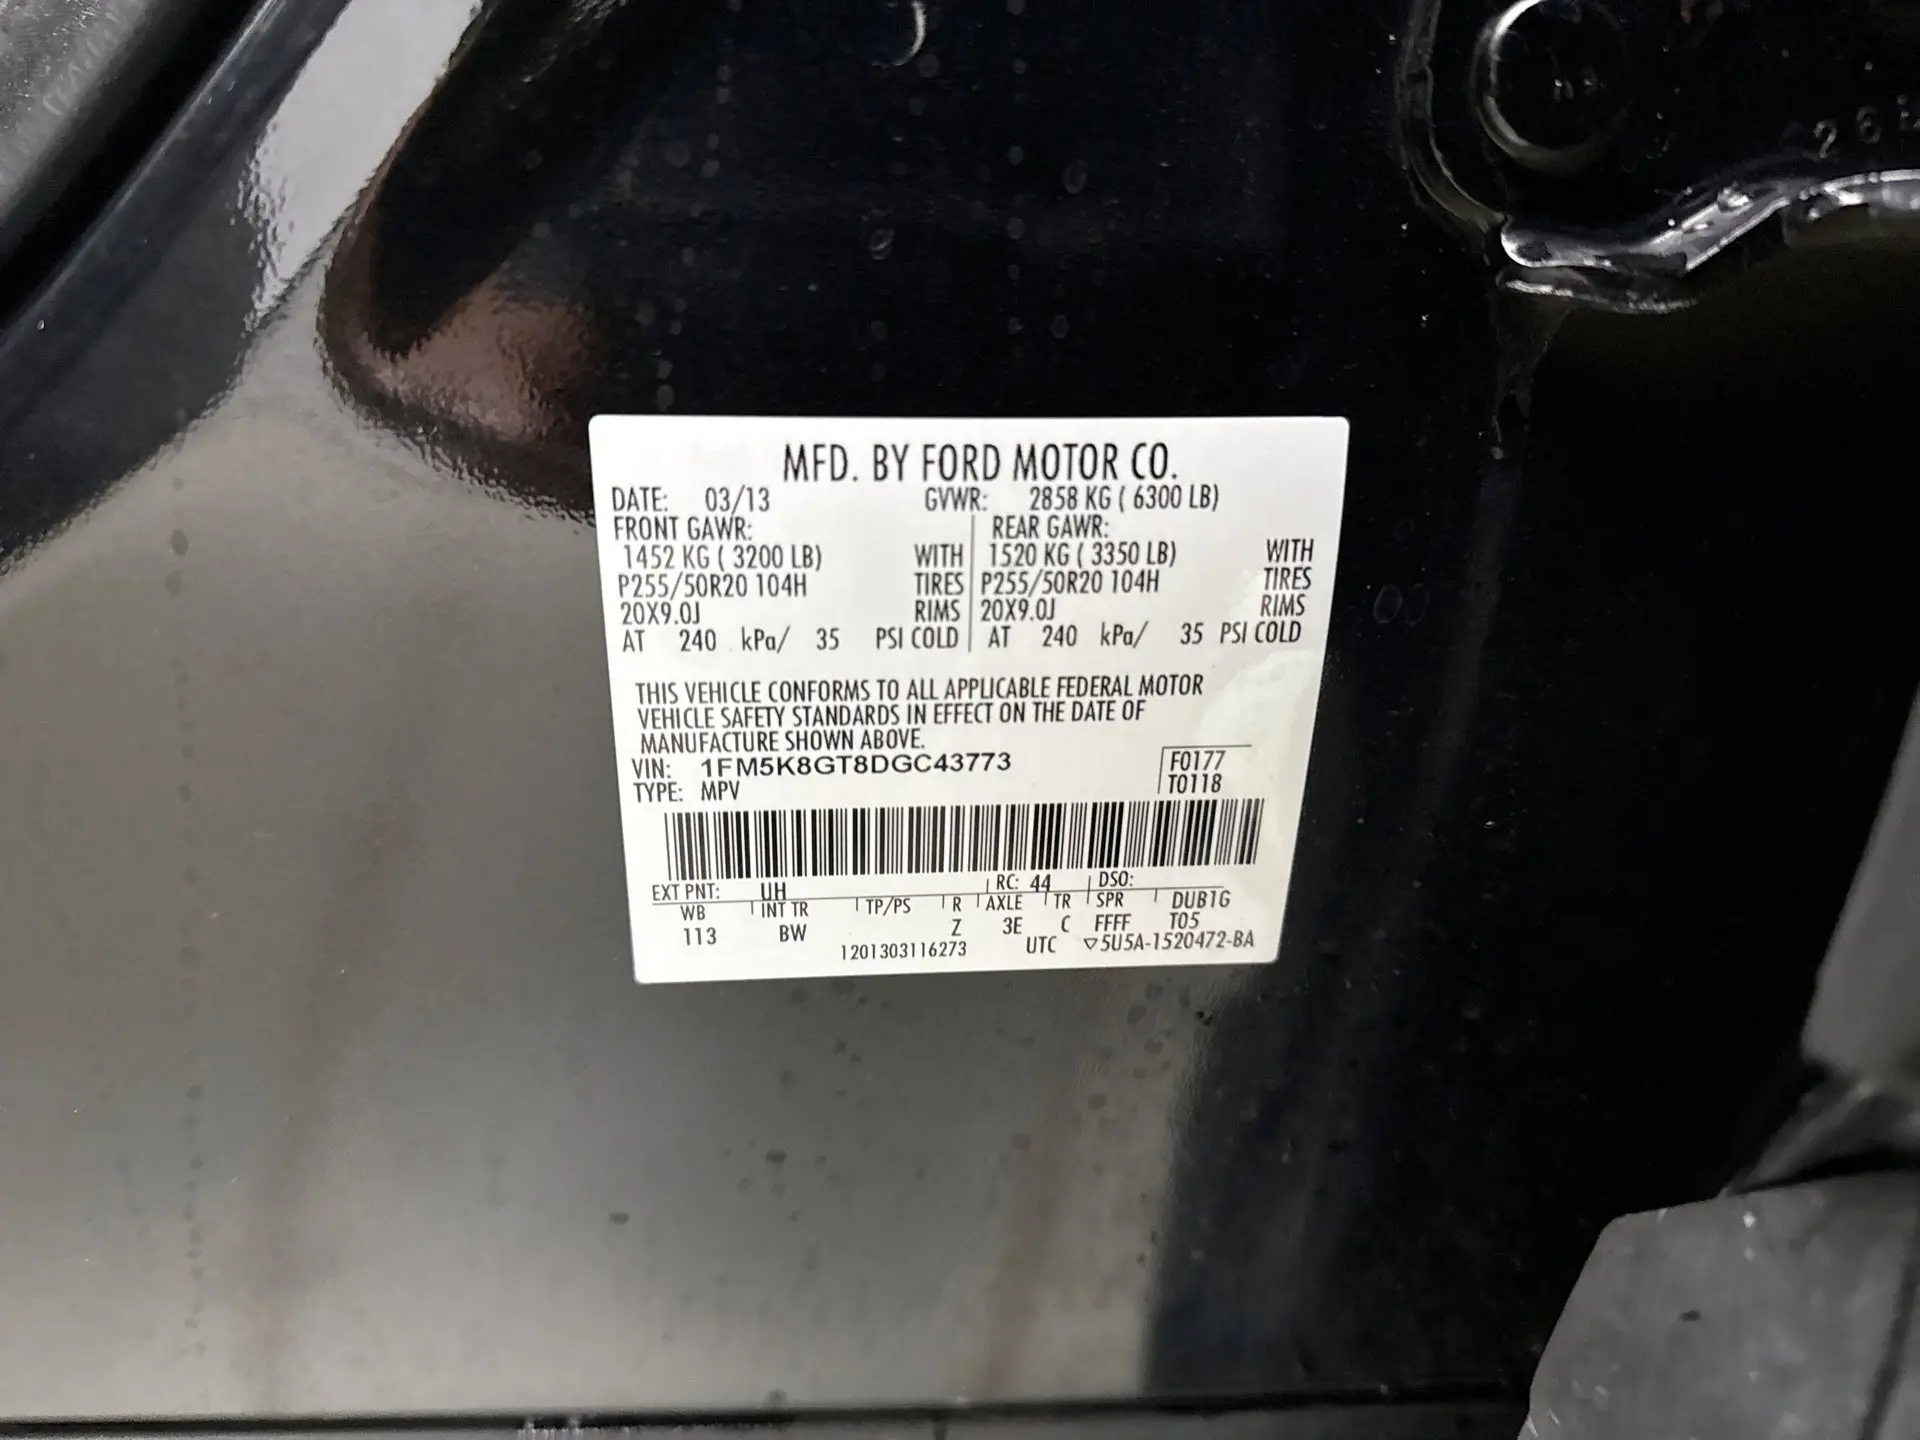 MFD. BY FORD MOTOR CO.
DATE: 03/13 GVWR: 2858 KG ( 6300 LB)
FRONT GAWR: REAR GAWR:
1452 KG ( 3200 LB) WITH 1520 KG ( 3350 LB) WITH
P255/50R20 104H TIRES P255/50R20 104H TIRES
20X9.0J RIMS 20X9.0J RIMS
AT 240 kPa/ 35 PSI COLD AT 240 kPa/ 35 PSI COLD
THIS VEHICLE CONFORMS TO ALL APPLICABLE FEDERAL MOTOR
VEHICLE SAFETY STANDARDS IN EFFECT ON THE DATE OF
MANUFACTURE SHOWN ABOVE.
VIN: 1FM5K8GT8DGC43773 F0177
TYPE: MPV T0118
EXT PNT: UH RC: 44 DSO:
WB INT TR TP/PS R AXLE TR SPR DUB1G
113 BW Z 3E C FFFF T05
1201303116273 UTC ▽5U5A-1520472-BA